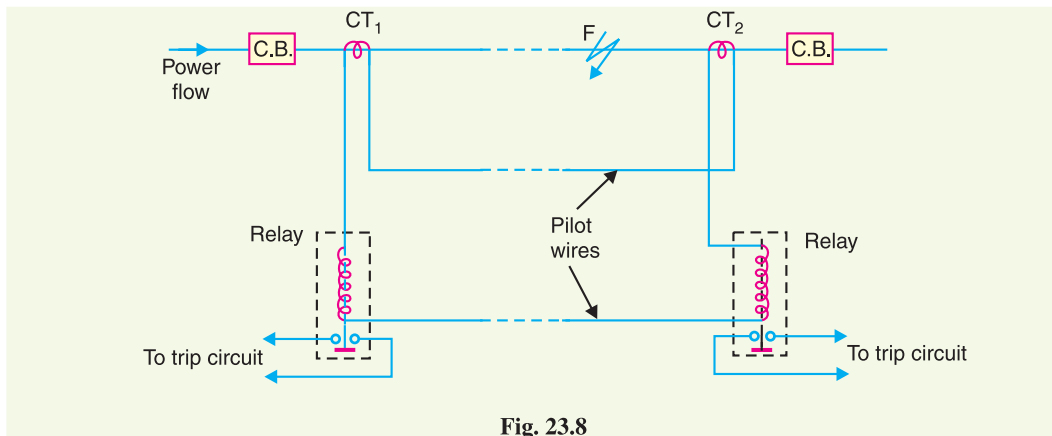 CT₁
F
CT₂
C.B.
C.B.
Power
flow
Pilot
wires
Relay
Relay
To trip circuit
To trip circuit
Fig. 23.8